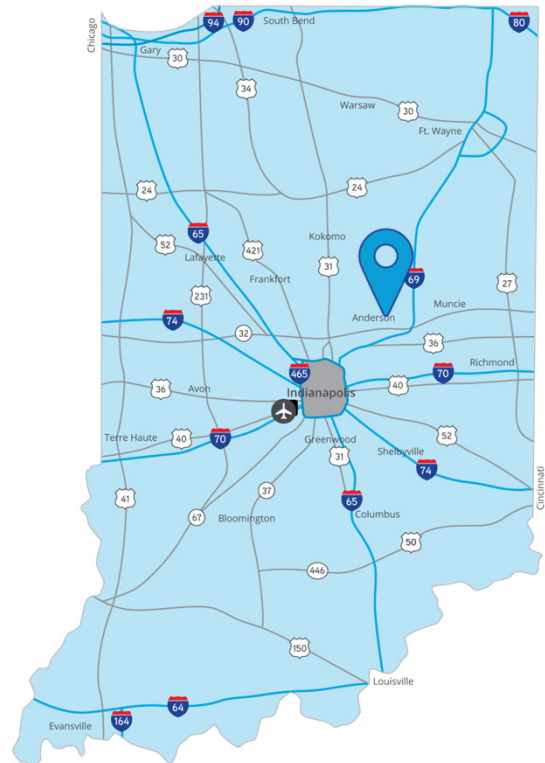 Chicago
94
90
South Bend
80
Gary
30
34
Warsaw
30
Ft. Wayne
24
24
65
52
Lafayette
421
Kokomo
31
Frankfort
69
27
231
Anderson
Muncie
74
32
36
465
Richmond
70
36
Avon
Indianapolis
40
Terre Haute
40
70
Greenwood
31
52
Shelbyville
74
Cincinnati
41
37
65
67
Bloomington
Columbus
50
446
150
Louisville
64
Evansville
164